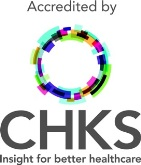 Accredited by
CHKS
Insight for better healthcare